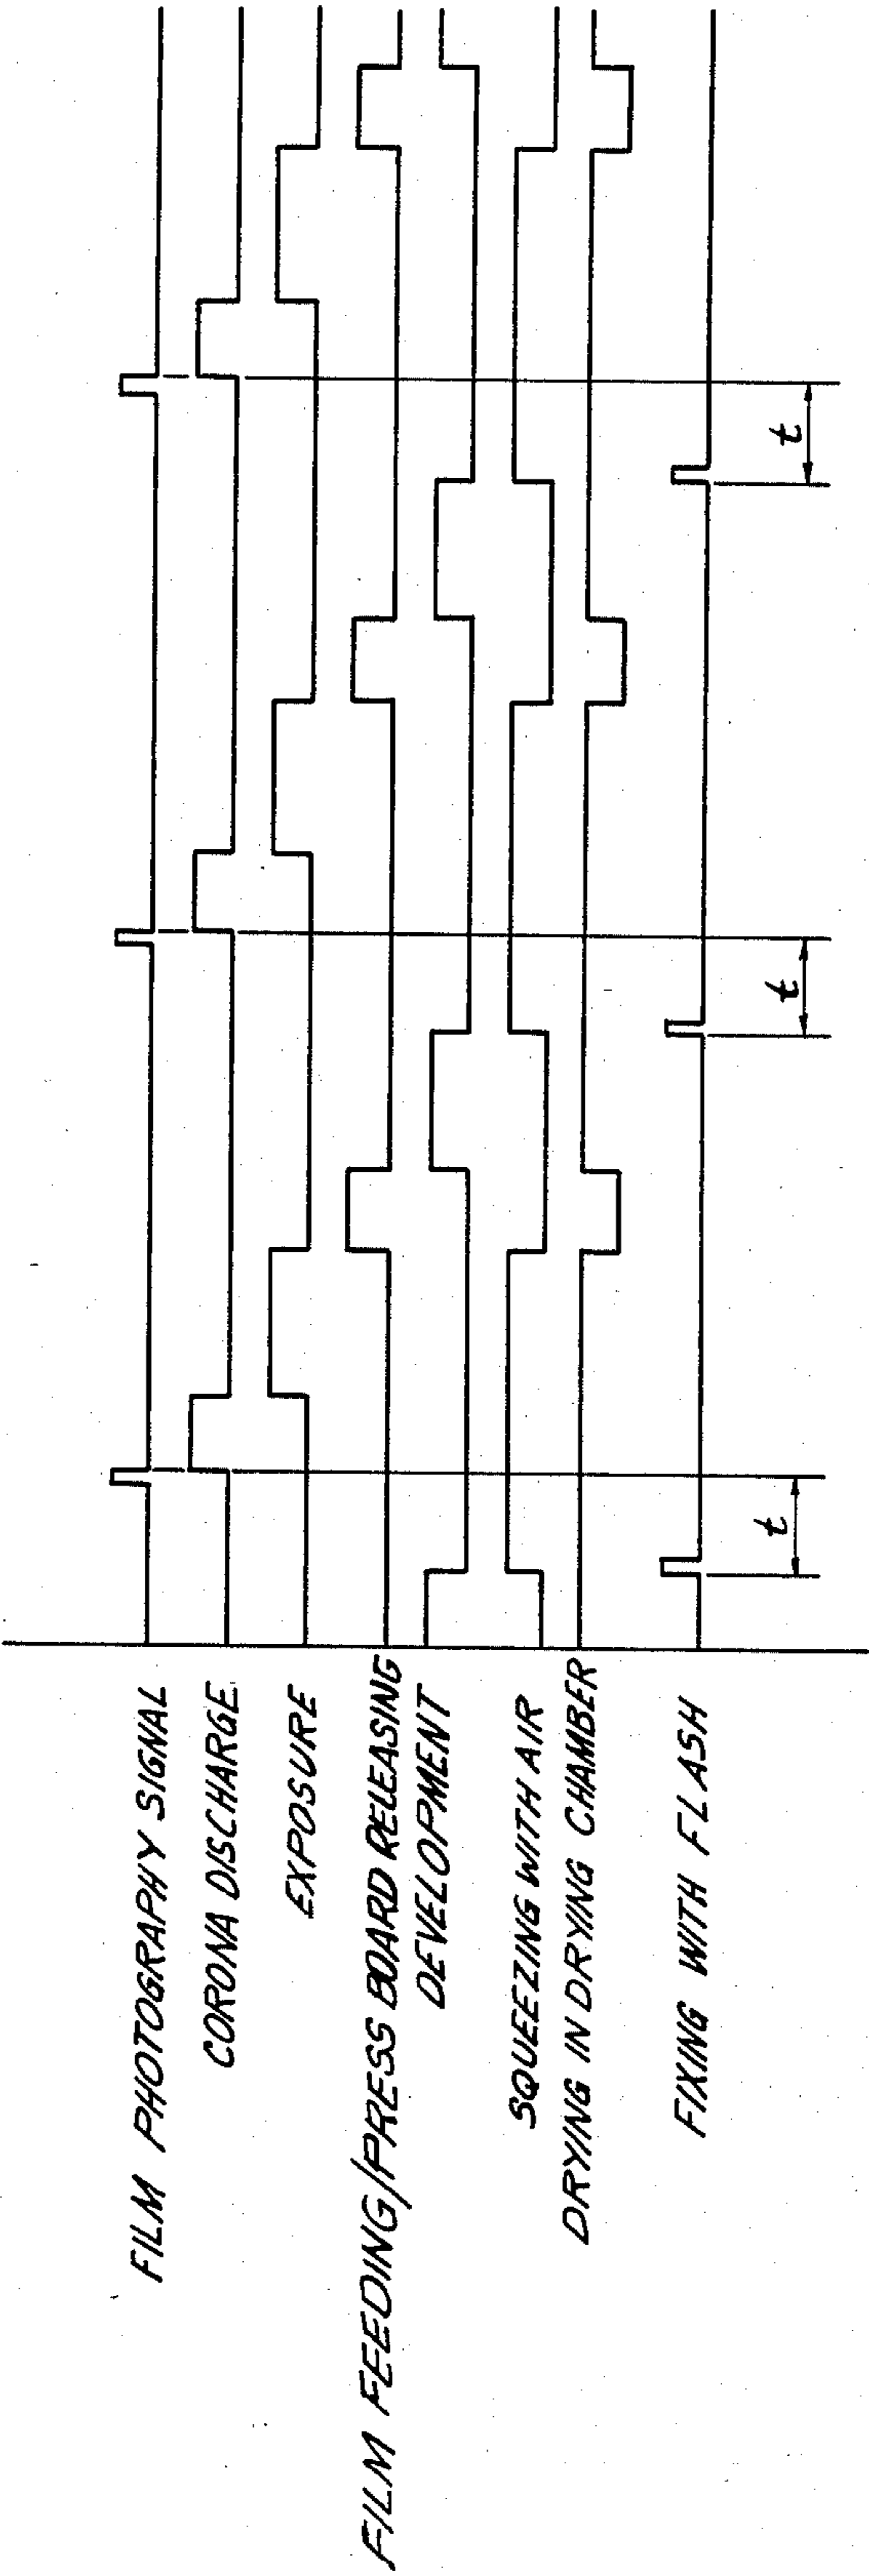 FILM PHOTOGRAPHY SIGNAL
CORONA DISCHARGE
EXPOSURE
FILM FEEDING/PRESS BOARD RELEASING
DEVELOPMENT
SQUEEZING WITH AIR
DRYING IN DRYING CHAMBER
FIXING WITH FLASH
t
t
t